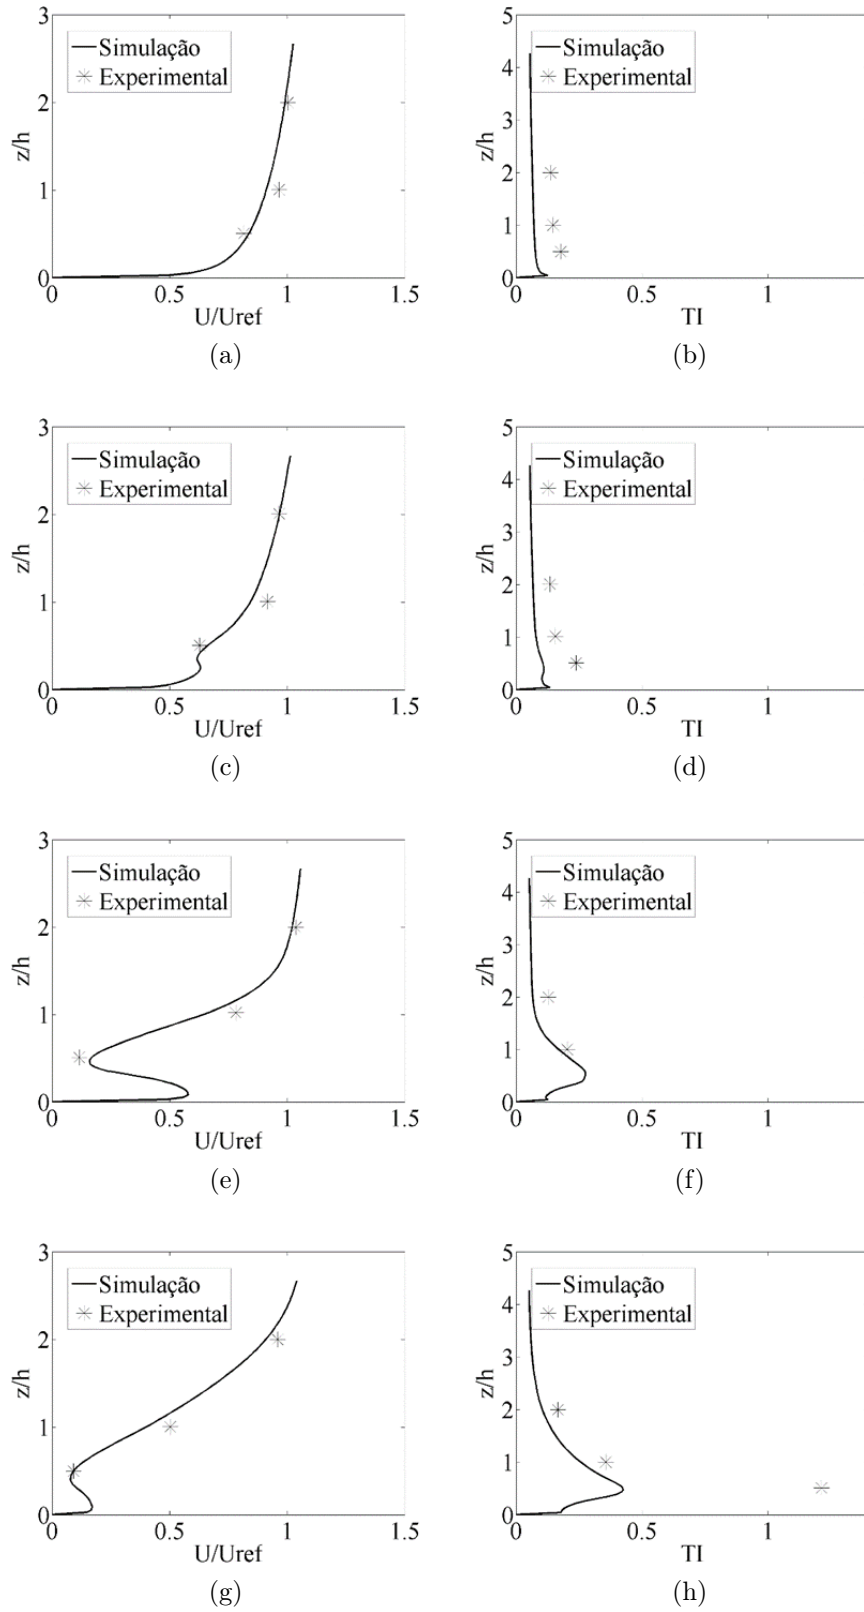 3
2
1
0
z/h
Simulação
Experimental
0 0.5 1 1.5
U/Uref
(a)
5
4
3
2
1
0
z/h
Simulação
Experimental
0 0.5 1
TI
(b)
3
2
1
0
z/h
Simulação
Experimental
0 0.5 1 1.5
U/Uref
(c)
5
4
3
2
1
0
z/h
Simulação
Experimental
0 0.5 1
TI
(d)
3
2
1
0
z/h
Simulação
Experimental
0 0.5 1 1.5
U/Uref
(e)
5
4
3
2
1
0
z/h
Simulação
Experimental
0 0.5 1
TI
(f)
3
2
1
0
z/h
Simulação
Experimental
0 0.5 1 1.5
U/Uref
(g)
5
4
3
2
1
0
z/h
Simulação
Experimental
0 0.5 1
TI
(h)